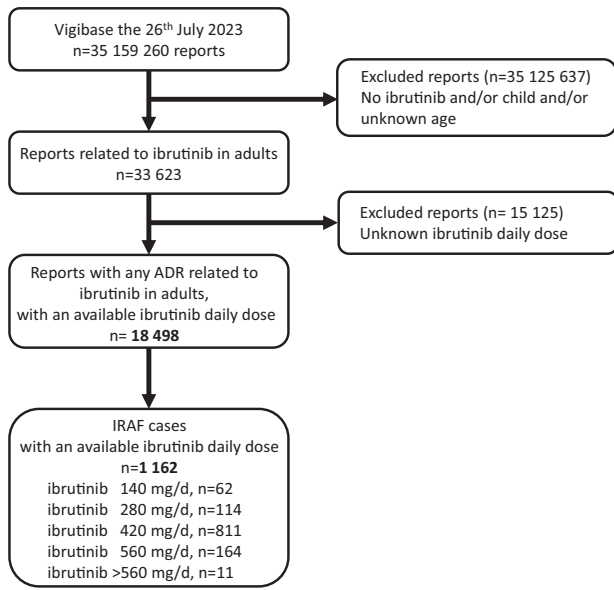 Vigibase the 26th July 2023
n=35 159 260 reports
Excluded reports (n=35 125 637)
No ibrutinib and/or child and/or
unknown age
Reports related to ibrutinib in adults
n=33 623
Excluded reports (n= 15 125)
Unknown ibrutinib daily dose
Reports with any ADR related to
ibrutinib in adults,
with an available ibrutinib daily dose
n= 18 498
IRAF cases
with an available ibrutinib daily dose
n=1 162
ibrutinib 140 mg/d, n=62
ibrutinib 280 mg/d, n=114
ibrutinib 420 mg/d, n=811
ibrutinib 560 mg/d, n=164
ibrutinib >560 mg/d, n=11